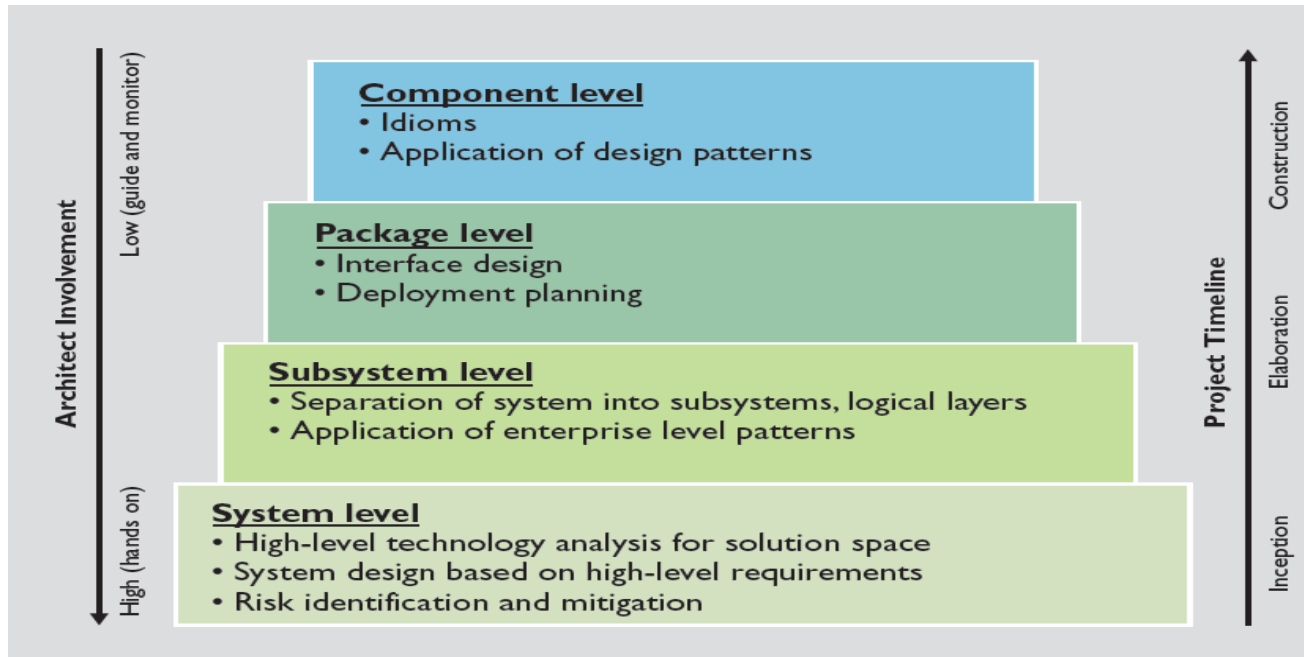 Architect Involvement
Low (guide and monitor)
High (hands on)
Component level
• Idioms
• Application of design patterns
Package level
• Interface design
• Deployment planning
Subsystem level
• Separation of system into subsystems, logical layers
• Application of enterprise level patterns
System level
• High-level technology analysis for solution space
• System design based on high-level requirements
• Risk identification and mitigation
Project Timeline
Construction
Elaboration
Inception